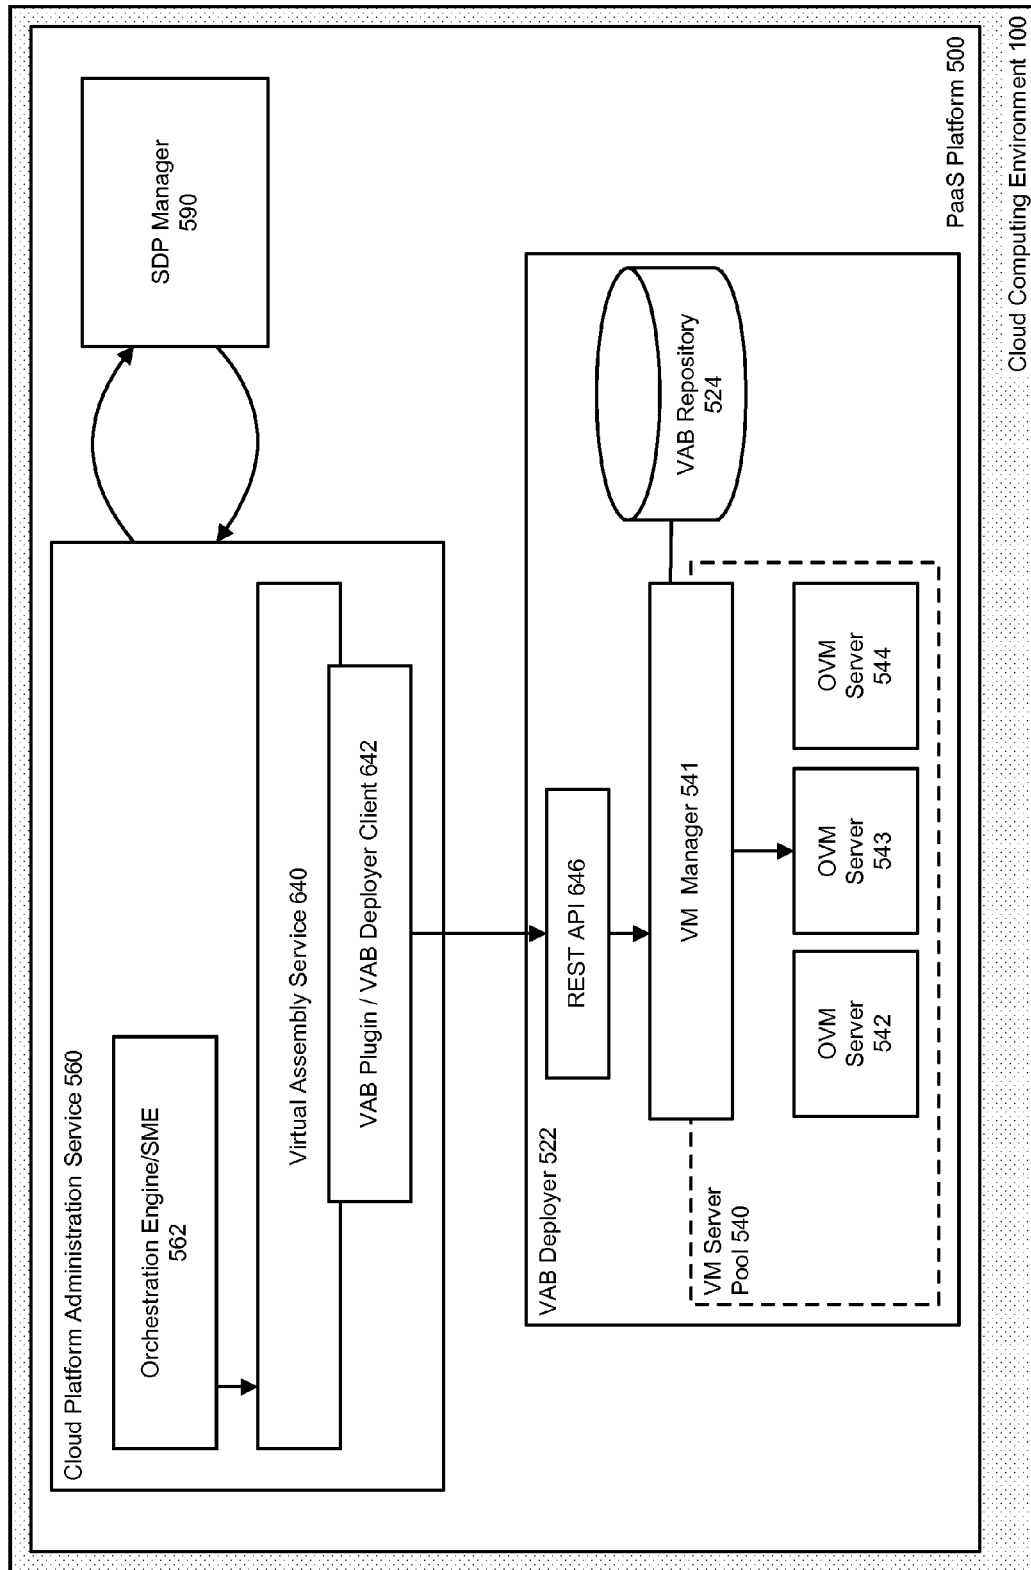 Cloud Platform Administration Service 560
Orchestration Engine/SME
562
Virtual Assembly Service 640
VAB Plugin / VAB Deployer Client 642
SDP Manager
590
VAB Deployer 522
REST API 646
VM Manager 541
VAB Repository
524
VM Server
Pool 540
OVM
Server
542
OVM
Server
543
OVM
Server
544
PaaS Platform 500
Cloud Computing Environment 100